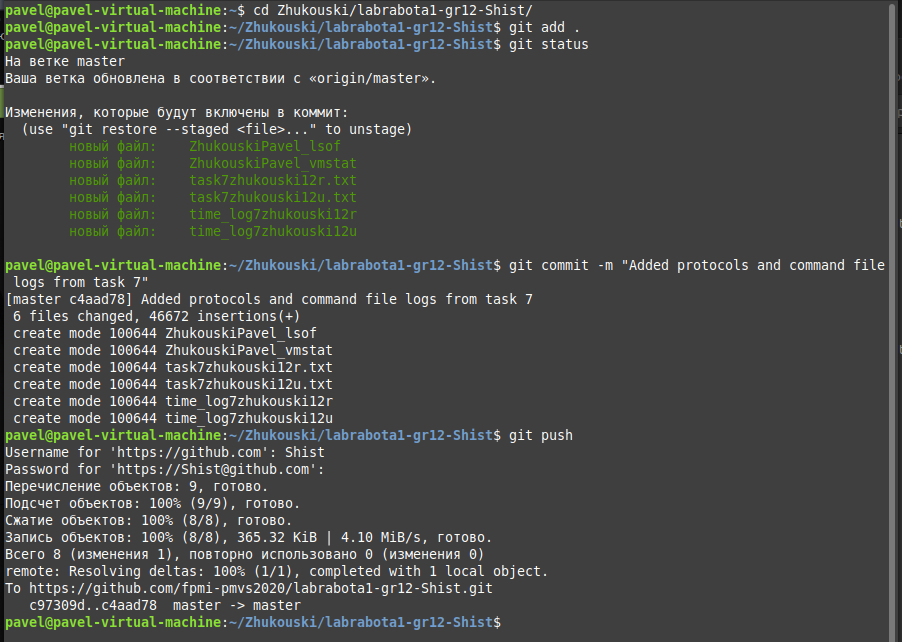 pavel@pavel-virtual-machine:~$ cd Zhukouski/labrabota1-gr12-Shist/
pavel@pavel-virtual-machine:~/Zhukouski/labrabota1-gr12-Shist$ git add .
pavel@pavel-virtual-machine:~/Zhukouski/labrabota1-gr12-Shist$ git status
На ветке master
Ваша ветка обновлена в соответствии с «origin/master».
Изменения, которые будут включены в коммит:
  (use "git restore --staged <file>..." to unstage)
        новый файл:    ZhukouskiPavel_lsof
        новый файл:    ZhukouskiPavel_vmstat
        новый файл:    task7zhukouski12r.txt
        новый файл:    task7zhukouski12u.txt
        новый файл:    time_log7zhukouski12r
        новый файл:    time_log7zhukouski12u
pavel@pavel-virtual-machine:~/Zhukouski/labrabota1-gr12-Shist$ git commit -m "Added protocols and command file
 logs from task 7"
[master c4aad78] Added protocols and command file logs from task 7
 6 files changed, 46672 insertions(+)
 create mode 100644 ZhukouskiPavel_lsof
 create mode 100644 ZhukouskiPavel_vmstat
 create mode 100644 task7zhukouski12r.txt
 create mode 100644 task7zhukouski12u.txt
 create mode 100644 time_log7zhukouski12r
 create mode 100644 time_log7zhukouski12u
pavel@pavel-virtual-machine:~/Zhukouski/labrabota1-gr12-Shist$ git push
Username for 'https://github.com': Shist
Password for 'https://Shist@github.com':
Перечисление объектов: 9, готово.
Подсчет объектов: 100% (9/9), готово.
Сжатие объектов: 100% (8/8), готово.
Запись объектов: 100% (8/8), 365.32 KiB | 4.10 MiB/s, готово.
Всего 8 (изменения 1), повторно использовано 0 (изменения 0)
remote: Resolving deltas: 100% (1/1), completed with 1 local object.
To https://github.com/fpmi-pmvs2020/labrabota1-gr12-Shist.git
   c97309d..c4aad78  master -> master
pavel@pavel-virtual-machine:~/Zhukouski/labrabota1-gr12-Shist$